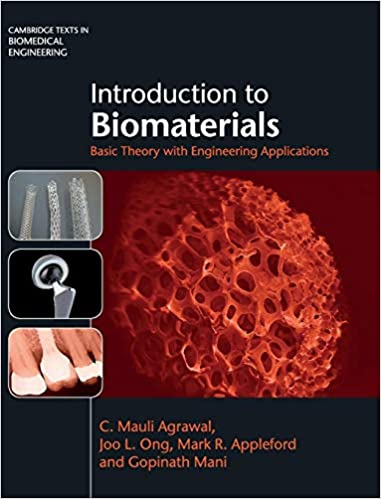 CAMBRIDGE TEXTS IN
BIOMEDICAL
ENGINEERING
Introduction to
Biomaterials
Basic Theory with Engineering Applications
C. Mauli Agrawal,
Joo L. Ong, Mark R. Appleford
and Gopinath Mani